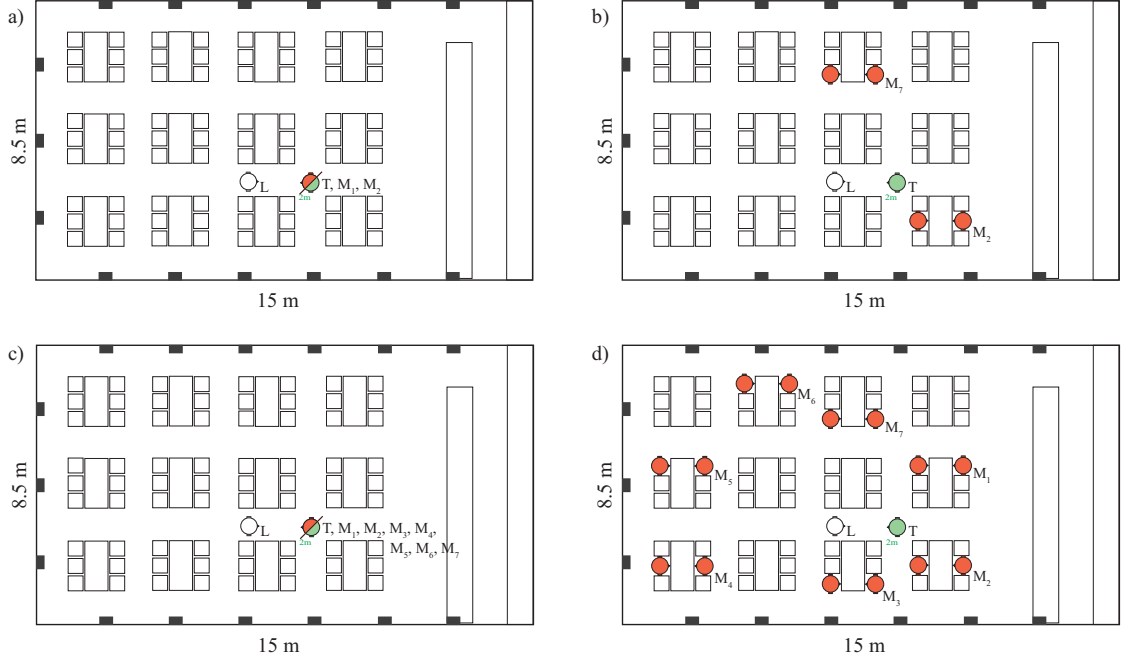 a)
L
T, M₁, M₂
2m
8.5 m
15 m
b)
M₇
L
T
2m
M₂
8.5 m
15 m
c)
L
T, M₁, M₂, M₃, M₄,
2m
M₅, M₆, M₇
8.5 m
15 m
d)
M₆
M₇
M₅
M₁
L
T
2m
M₄
M₂
M₃
8.5 m
15 m